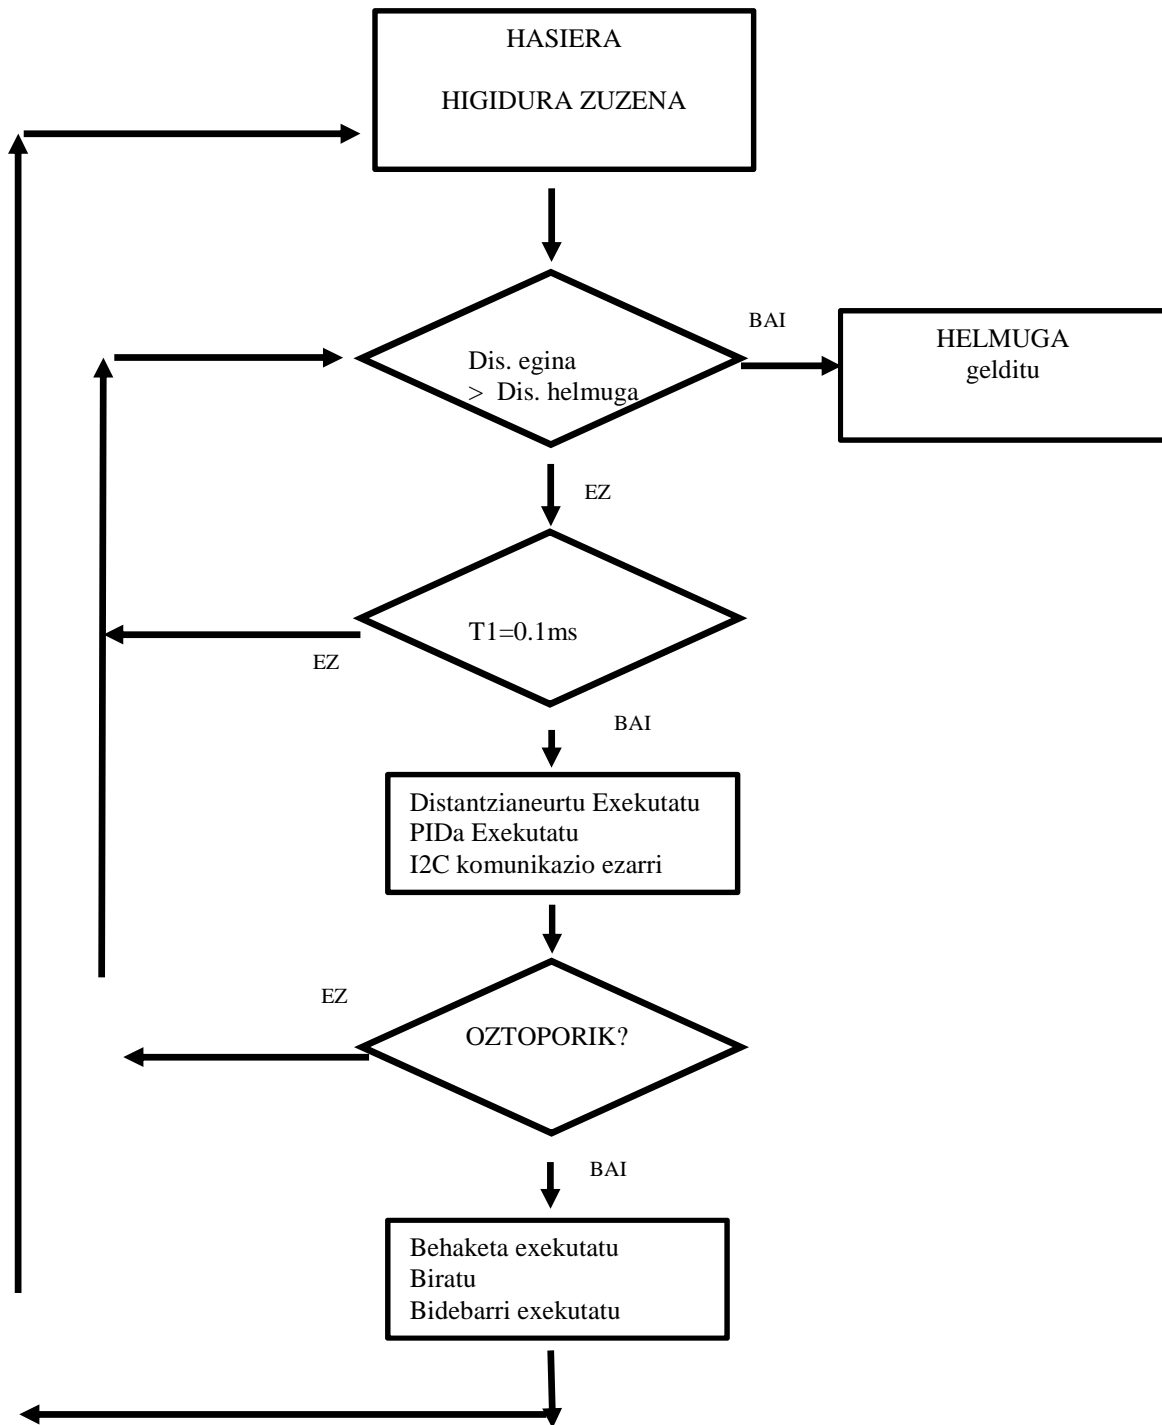 HASIERA
HIGIDURA ZUZENA
BAI
HELMUGA
gelditu
Dis. egina
> Dis. helmuga
EZ
T1=0.1ms
EZ
BAI
Distantzianeurtu Exekutatu
PIDa Exekutatu
I2C komunikazio ezarri
EZ
OZTOPORIK?
BAI
Behaketa exekutatu
Biratu
Bidebarri exekutatu